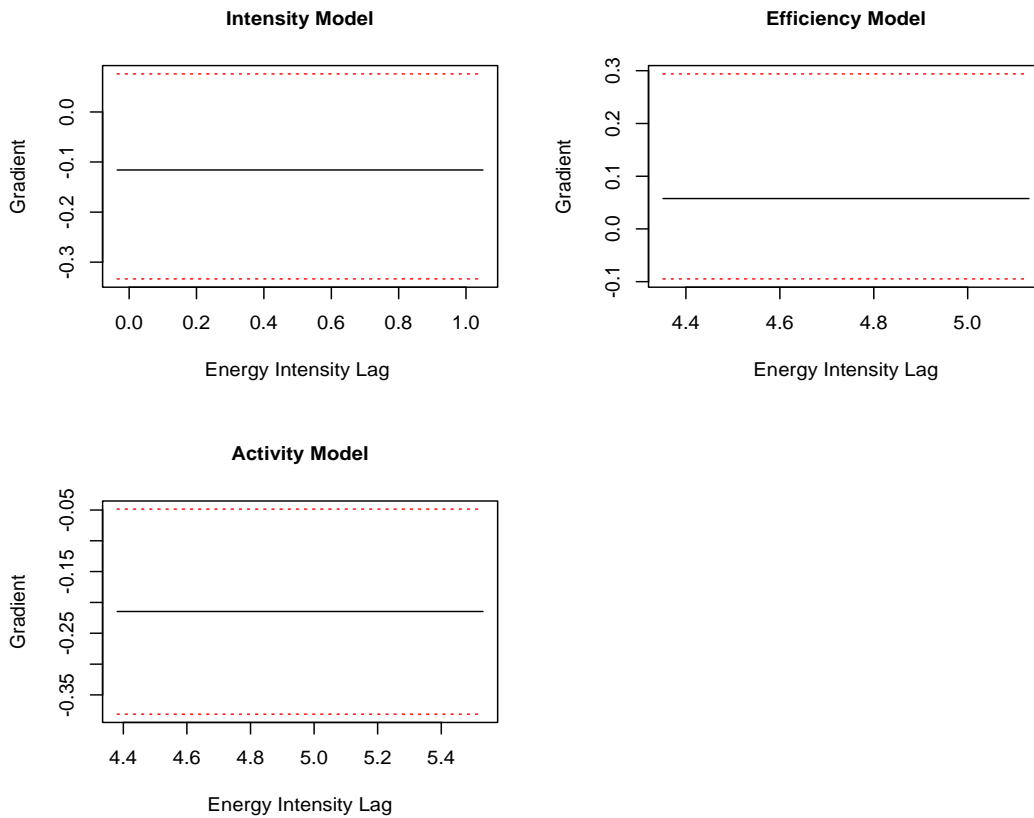 Intensity Model
Gradient
0.0
-0.1
-0.2
-0.3
0.0 0.2 0.4 0.6 0.8 1.0
Energy Intensity Lag
Efficiency Model
Gradient
0.3
0.2
0.1
0.0
-0.1
4.4 4.6 4.8 5.0
Energy Intensity Lag
Activity Model
Gradient
-0.05
-0.15
-0.25
-0.35
4.4 4.6 4.8 5.0 5.2 5.4
Energy Intensity Lag